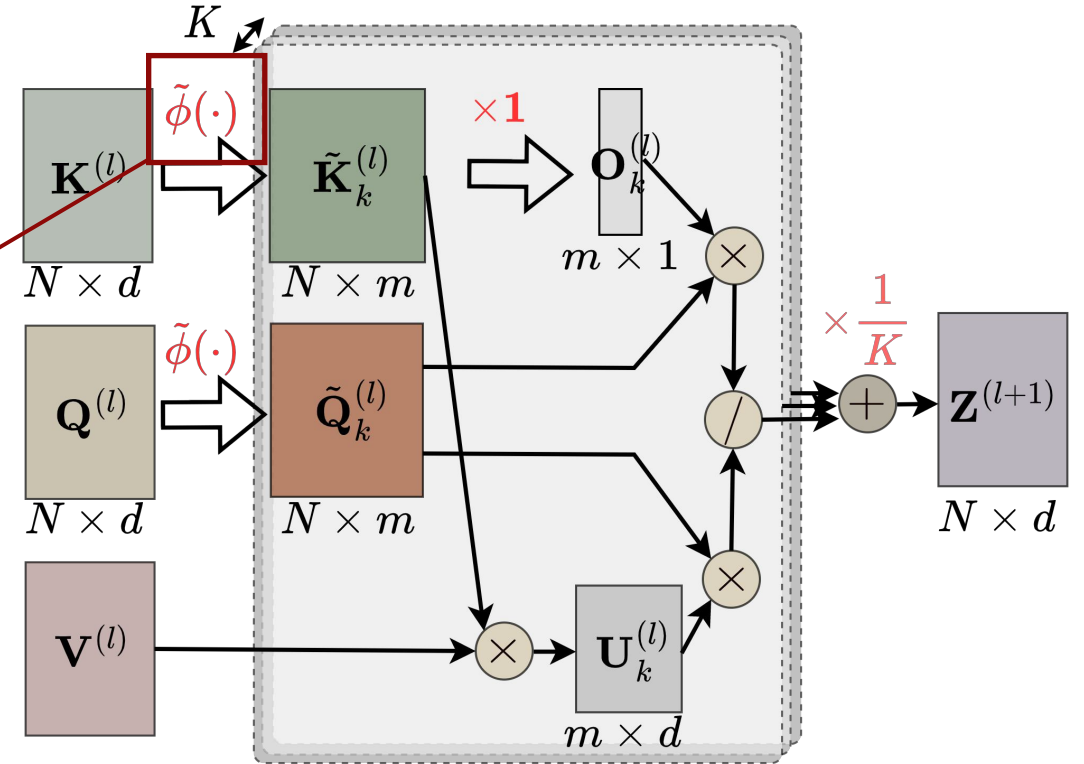 K
φ̃(·)
×1
K^(l)
K̃_k^(l)
O_k^(l)
N × d
N × m
m × 1
φ̃(·)
× 1/K
Q^(l)
Q̃_k^(l)
/
+
Z^(l+1)
N × d
N × m
N × d
V^(l)
×
×
×
U_k^(l)
m × d